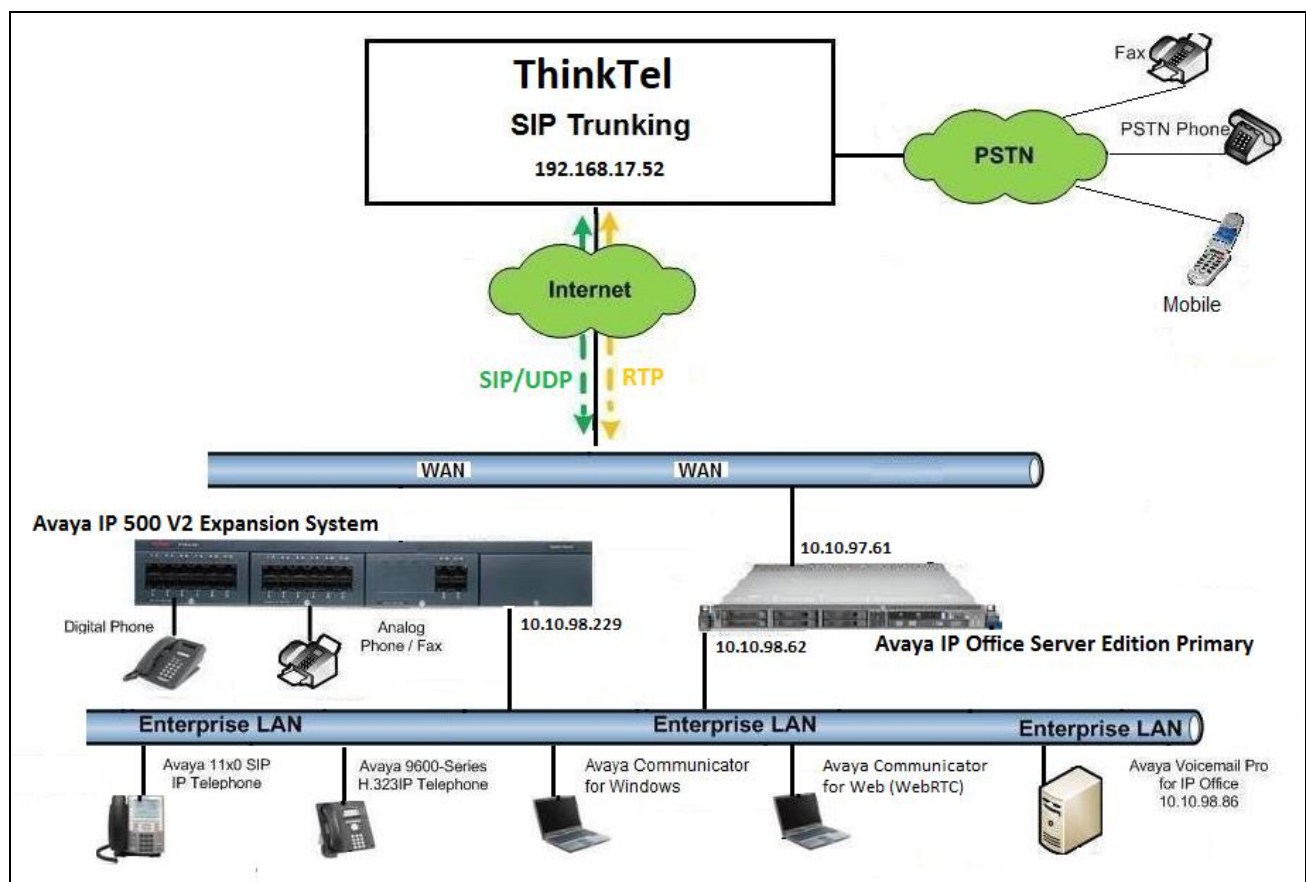 ThinkTel
SIP Trunking
192.168.17.52
Fax
PSTN Phone
PSTN
Mobile
Internet
SIP/UDP
RTP
WAN
WAN
Avaya IP 500 V2 Expansion System
10.10.97.61
Digital Phone
Analog
Phone / Fax
10.10.98.229
10.10.98.62
Avaya IP Office Server Edition Primary
Enterprise LAN
Enterprise LAN
Enterprise LAN
Avaya 11x0 SIP
IP Telephone
Avaya 9600-Series
H.323IP Telephone
Avaya Communicator
for Windows
Avaya Communicator
for Web (WebRTC)
Avaya Voicemail Pro
for IP Office
10.10.98.86